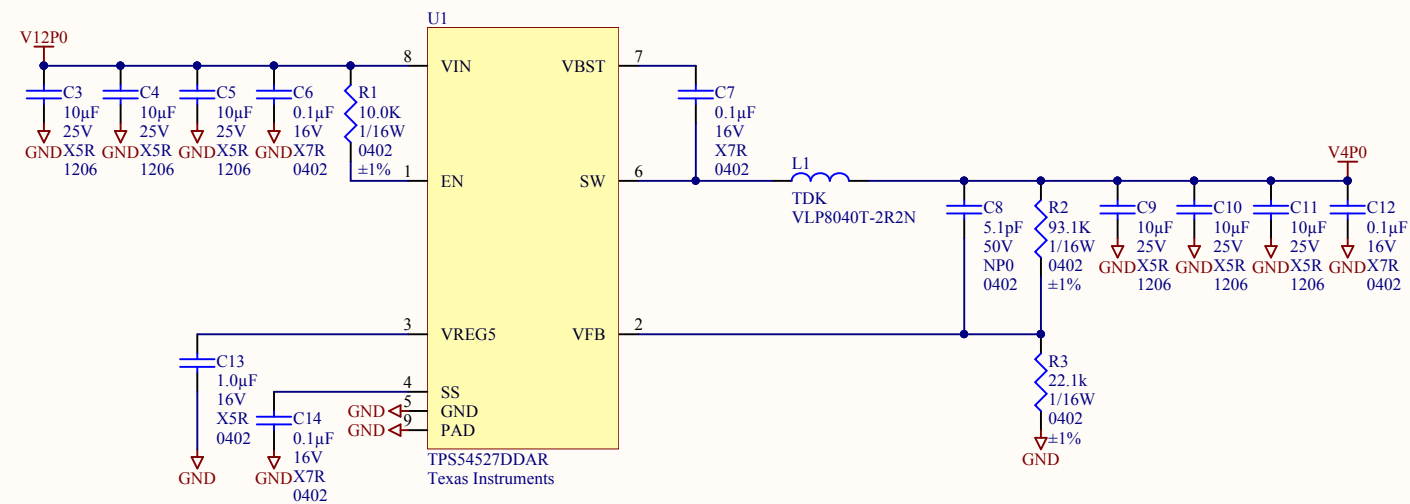 U1
V12P0
8
VIN
VBST
7
C3
10µF
25V
X5R
1206
GND
C4
10µF
25V
X5R
1206
GND
C5
10µF
25V
X5R
1206
GND
C6
0.1µF
16V
X7R
0402
GND
R1
10.0K
1/16W
0402
±1%
C7
0.1µF
16V
X7R
0402
1
EN
SW
6
L1
TDK
VLP8040T-2R2N
V4P0
C8
5.1pF
50V
NP0
0402
R2
93.1K
1/16W
0402
±1%
C9
10µF
25V
X5R
1206
GND
C10
10µF
25V
X5R
1206
GND
C11
10µF
25V
X5R
1206
GND
C12
0.1µF
16V
X7R
0402
GND
3
VREG5
VFB
2
C13
1.0µF
16V
X5R
0402
GND
4
SS
C14
0.1µF
16V
X7R
0402
GND
GND
5
GND
GND
9
PAD
R3
22.1k
1/16W
0402
±1%
GND
TPS54527DDAR
Texas Instruments